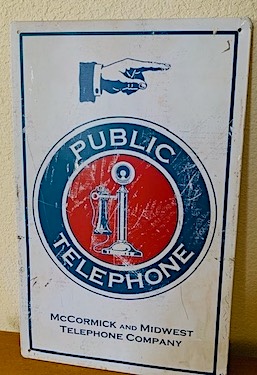 PUBLIC
TELEPHONE
McCormick and Midwest
Telephone Company